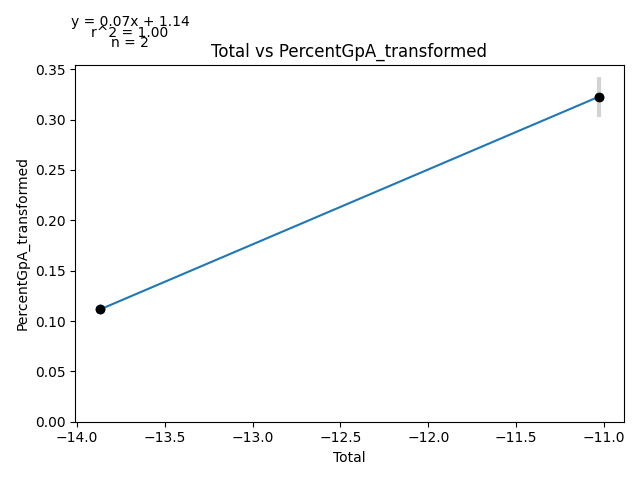 y = 0.07x + 1.14
r^2 = 1.00
n = 2
Total vs PercentGpA_transformed
0.35
0.30
0.25
0.20
0.15
0.10
0.05
0.00
PercentGpA_transformed
−14.0 −13.5 −13.0 −12.5 −12.0 −11.5 −11.0
Total